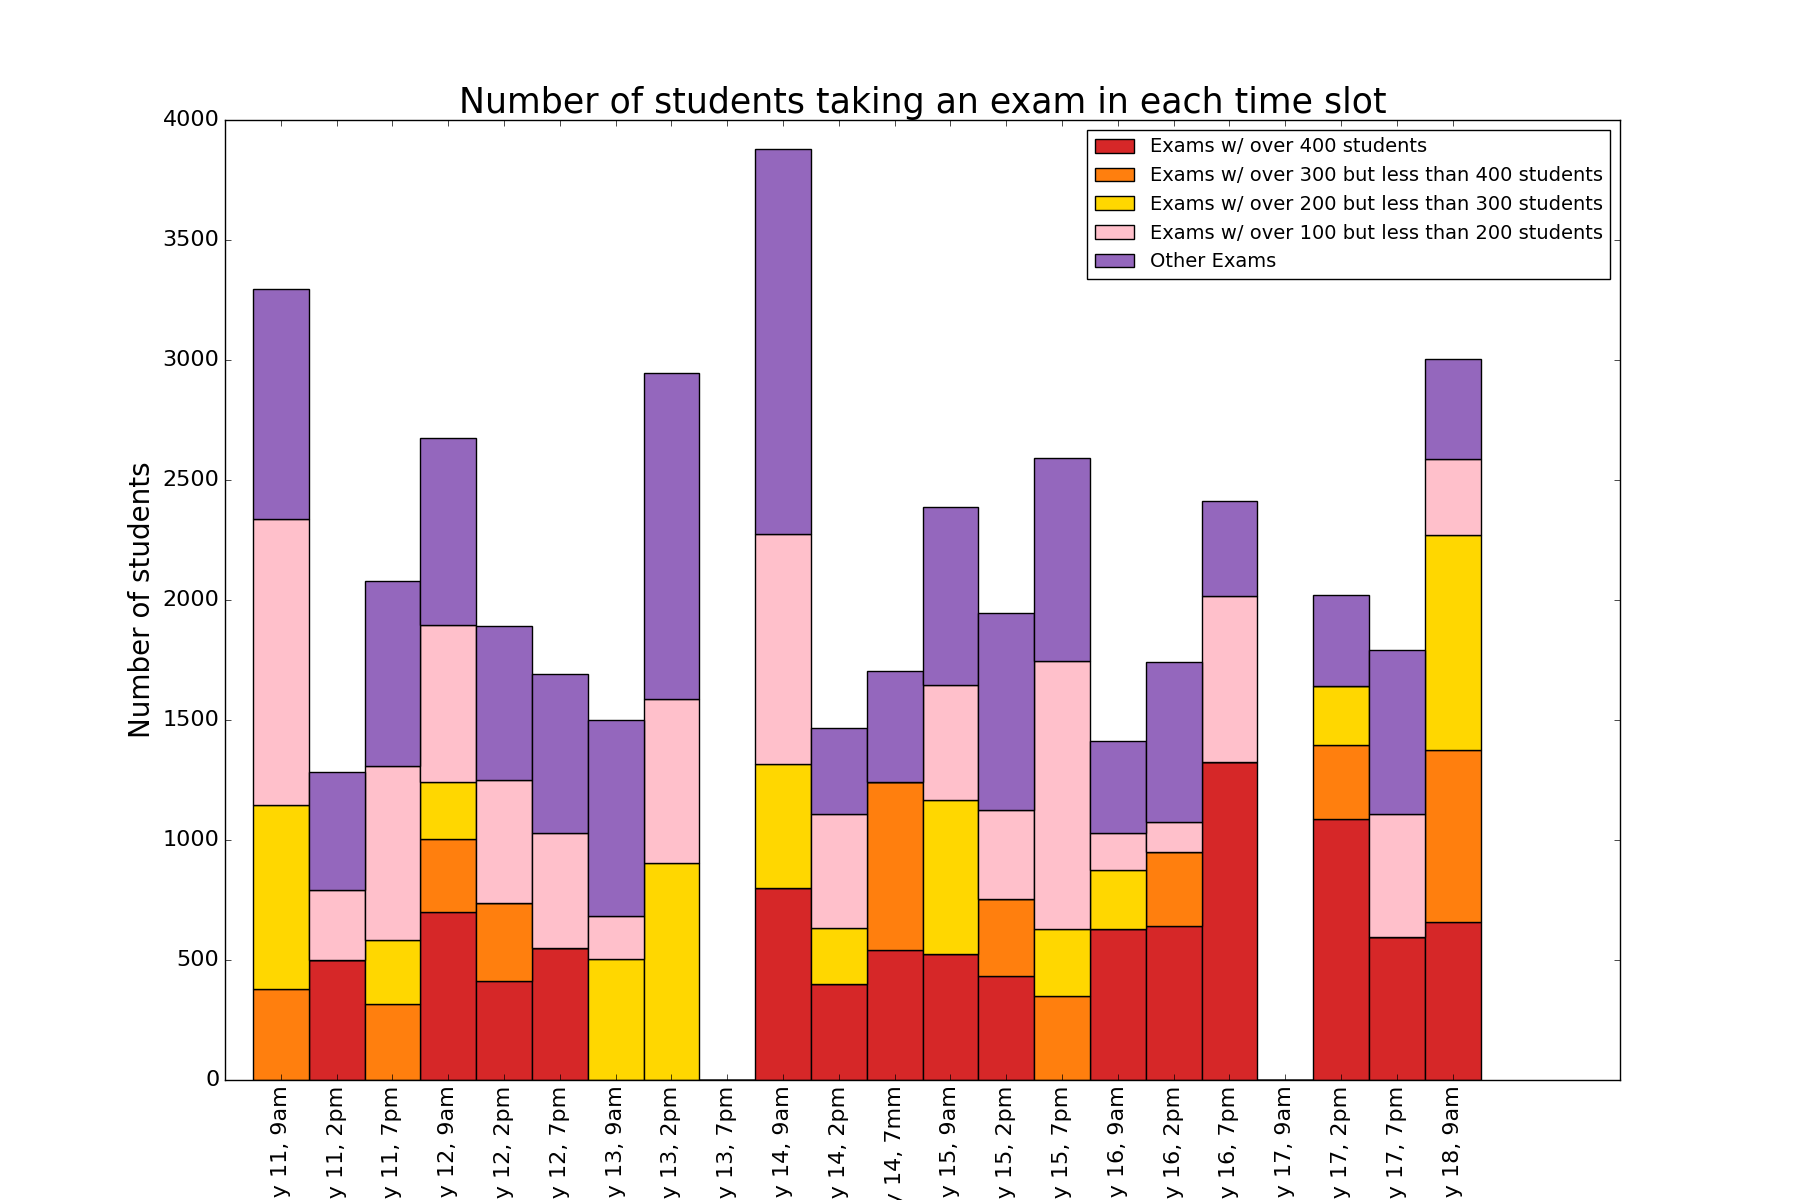 Number of students taking an exam in each time slot
Number of students
4000
3500
3000
2500
2000
1500
1000
500
0
Exams w/ over 400 students
Exams w/ over 300 but less than 400 students
Exams w/ over 200 but less than 300 students
Exams w/ over 100 but less than 200 students
Other Exams
y 11, 9am
y 11, 2pm
y 11, 7pm
y 12, 9am
y 12, 2pm
y 12, 7pm
y 13, 9am
y 13, 2pm
y 13, 7pm
y 14, 9am
y 14, 2pm
y 14, 7mm
y 15, 9am
y 15, 2pm
y 15, 7pm
y 16, 9am
y 16, 2pm
y 16, 7pm
y 17, 9am
y 17, 2pm
y 17, 7pm
y 18, 9am